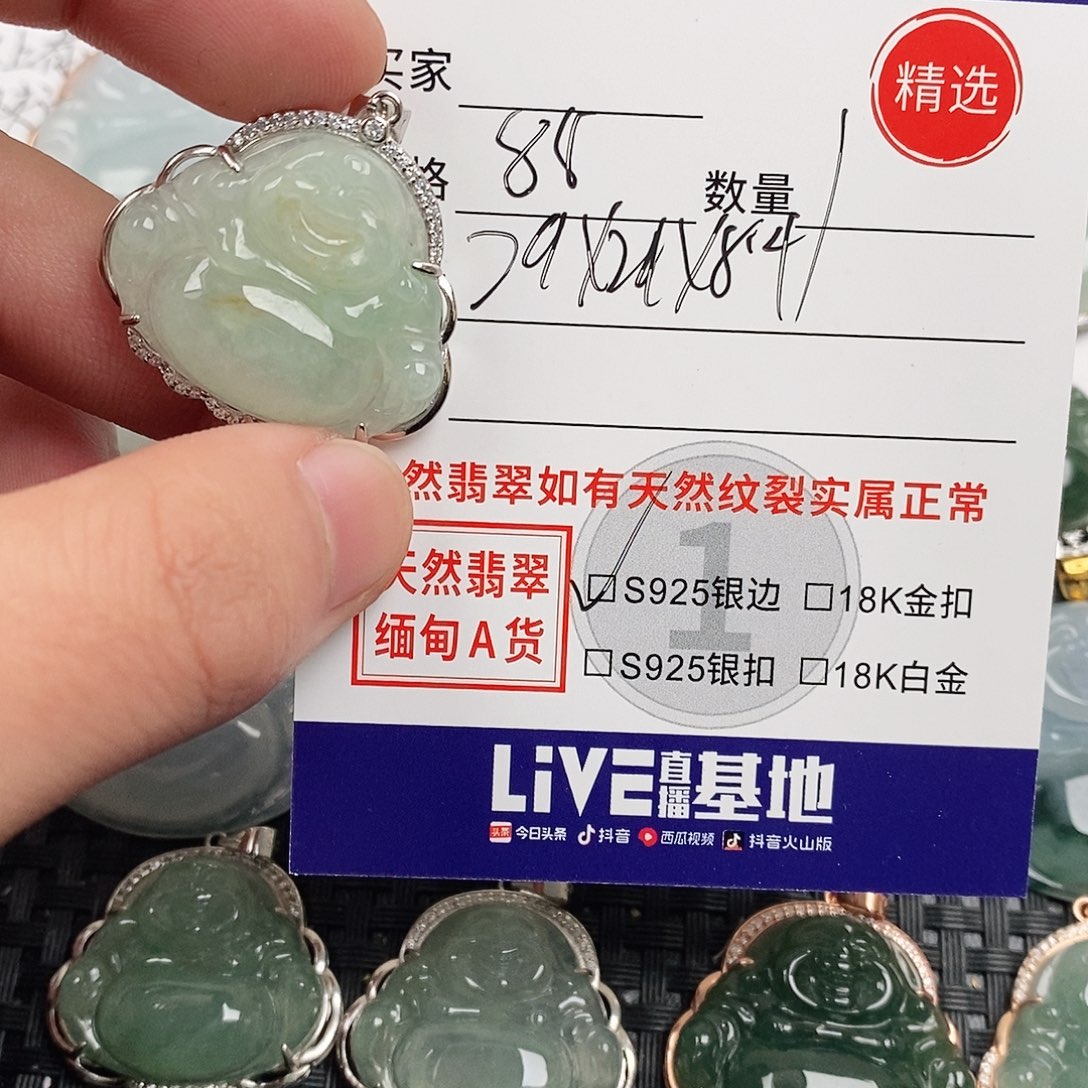 精选
买家
格 88 数量 1
29X24X8.4
然翡翠如有天然纹裂实属正常
天然翡翠
缅甸A货
S925银边 18K金扣
S925银扣 18K白金
1
LiVE直播基地
头条 今日头条 抖音 西瓜视频 抖音火山版